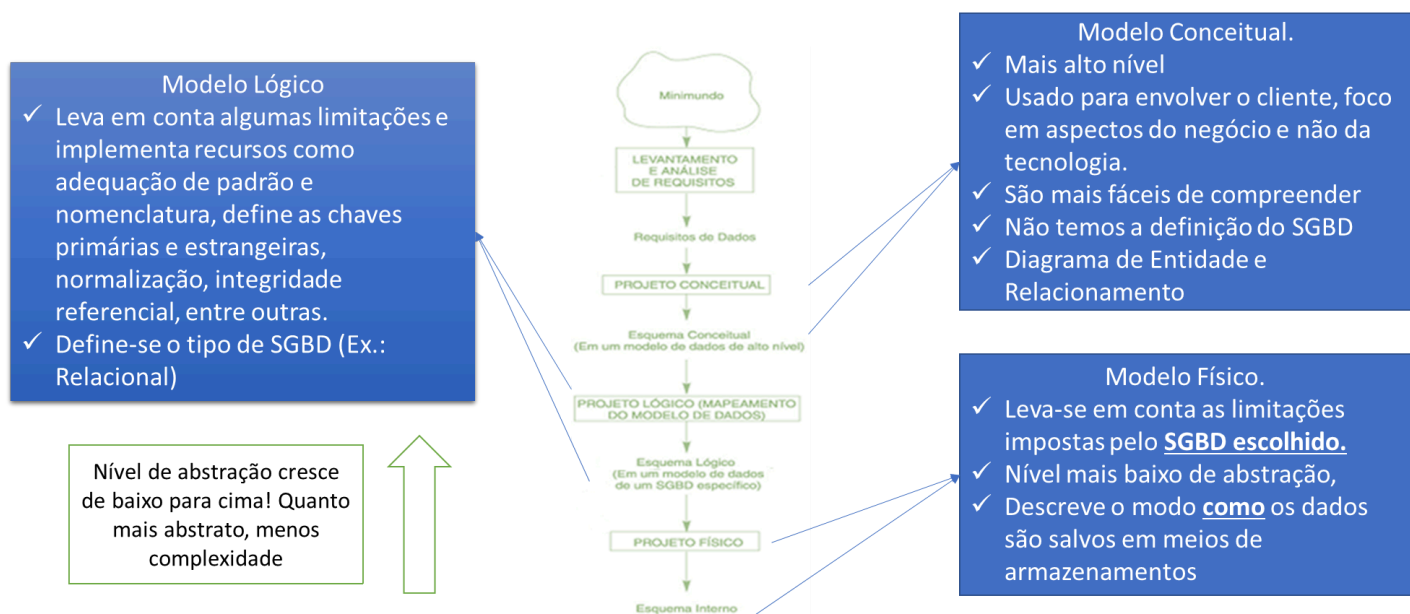 Modelo Lógico
✓ Leva em conta algumas limitações e
implementa recursos como
adequação de padrão e
nomenclatura, define as chaves
primárias e estrangeiras,
normalização, integridade
referencial, entre outras.
✓ Define-se o tipo de SGBD (Ex.:
Relacional)
Nível de abstração cresce
de baixo para cima! Quanto
mais abstrato, menos
complexidade
Minimundo
LEVANTAMENTO
E ANÁLISE
DE REQUISITOS
Requisitos de Dados
PROJETO CONCEITUAL
Esquema Conceitual
(Em um modelo de dados de alto nível)
PROJETO LÓGICO (MAPEAMENTO
DO MODELO DE DADOS)
Esquema Lógico
(Em um modelo de dados
de um SGBD específico)
PROJETO FÍSICO
Esquema Interno
Modelo Conceitual.
✓ Mais alto nível
✓ Usado para envolver o cliente, foco
em aspectos do negócio e não da
tecnologia.
✓ São mais fáceis de compreender
✓ Não temos a definição do SGBD
✓ Diagrama de Entidade e
Relacionamento
Modelo Físico.
✓ Leva-se em conta as limitações
impostas pelo SGBD escolhido.
✓ Nível mais baixo de abstração,
✓ Descreve o modo como os dados
são salvos em meios de
armazenamentos